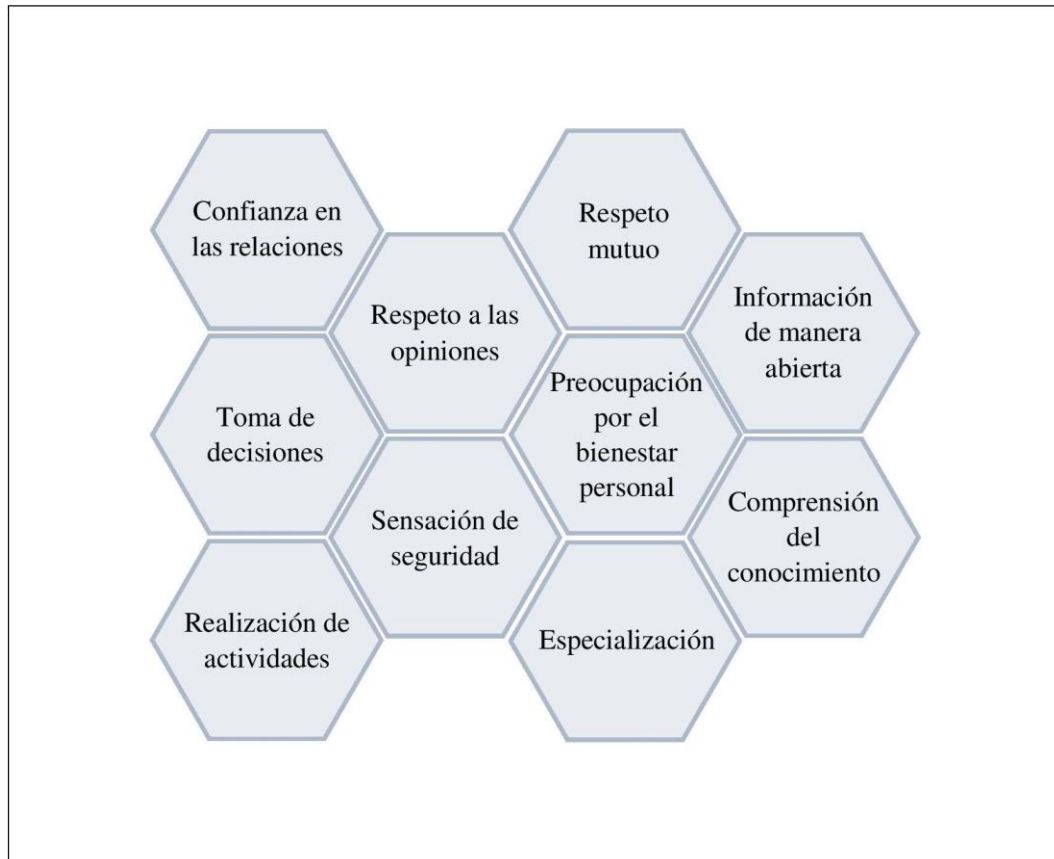 Confianza en
las relaciones
Respeto
mutuo
Respeto a las
opiniones
Información
de manera
abierta
Toma de
decisiones
Preocupación
por el
bienestar
personal
Sensación de
seguridad
Comprensión
del
conocimiento
Realización de
actividades
Especialización